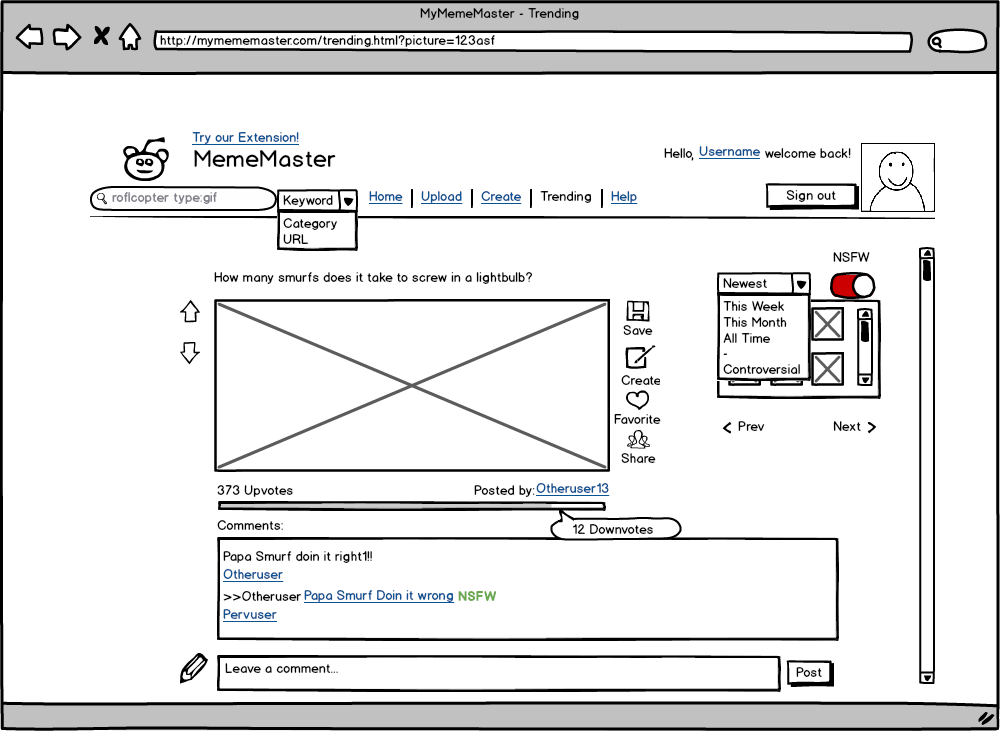 MyMemeMaster - Trending
http://mymememaster.com/trending.html?picture=123asf
Try our Extension!
MemeMaster
Hello, Username welcome back!
roflcopter type:gif
Keyword
Home
Upload
Create
Trending
Help
Sign out
Category
URL
NSFW
How many smurfs does it take to screw in a lightbulb?
Newest
This Week
This Month
All Time
-
Controversial
Save
Create
Favorite
Share
Prev
Next
373 Upvotes
Posted by:Otheruser13
Comments:
12 Downvotes
Papa Smurf doin it right1!!
Otheruser
>>Otheruser Papa Smurf Doin it wrong NSFW
Pervuser
Leave a comment...
Post